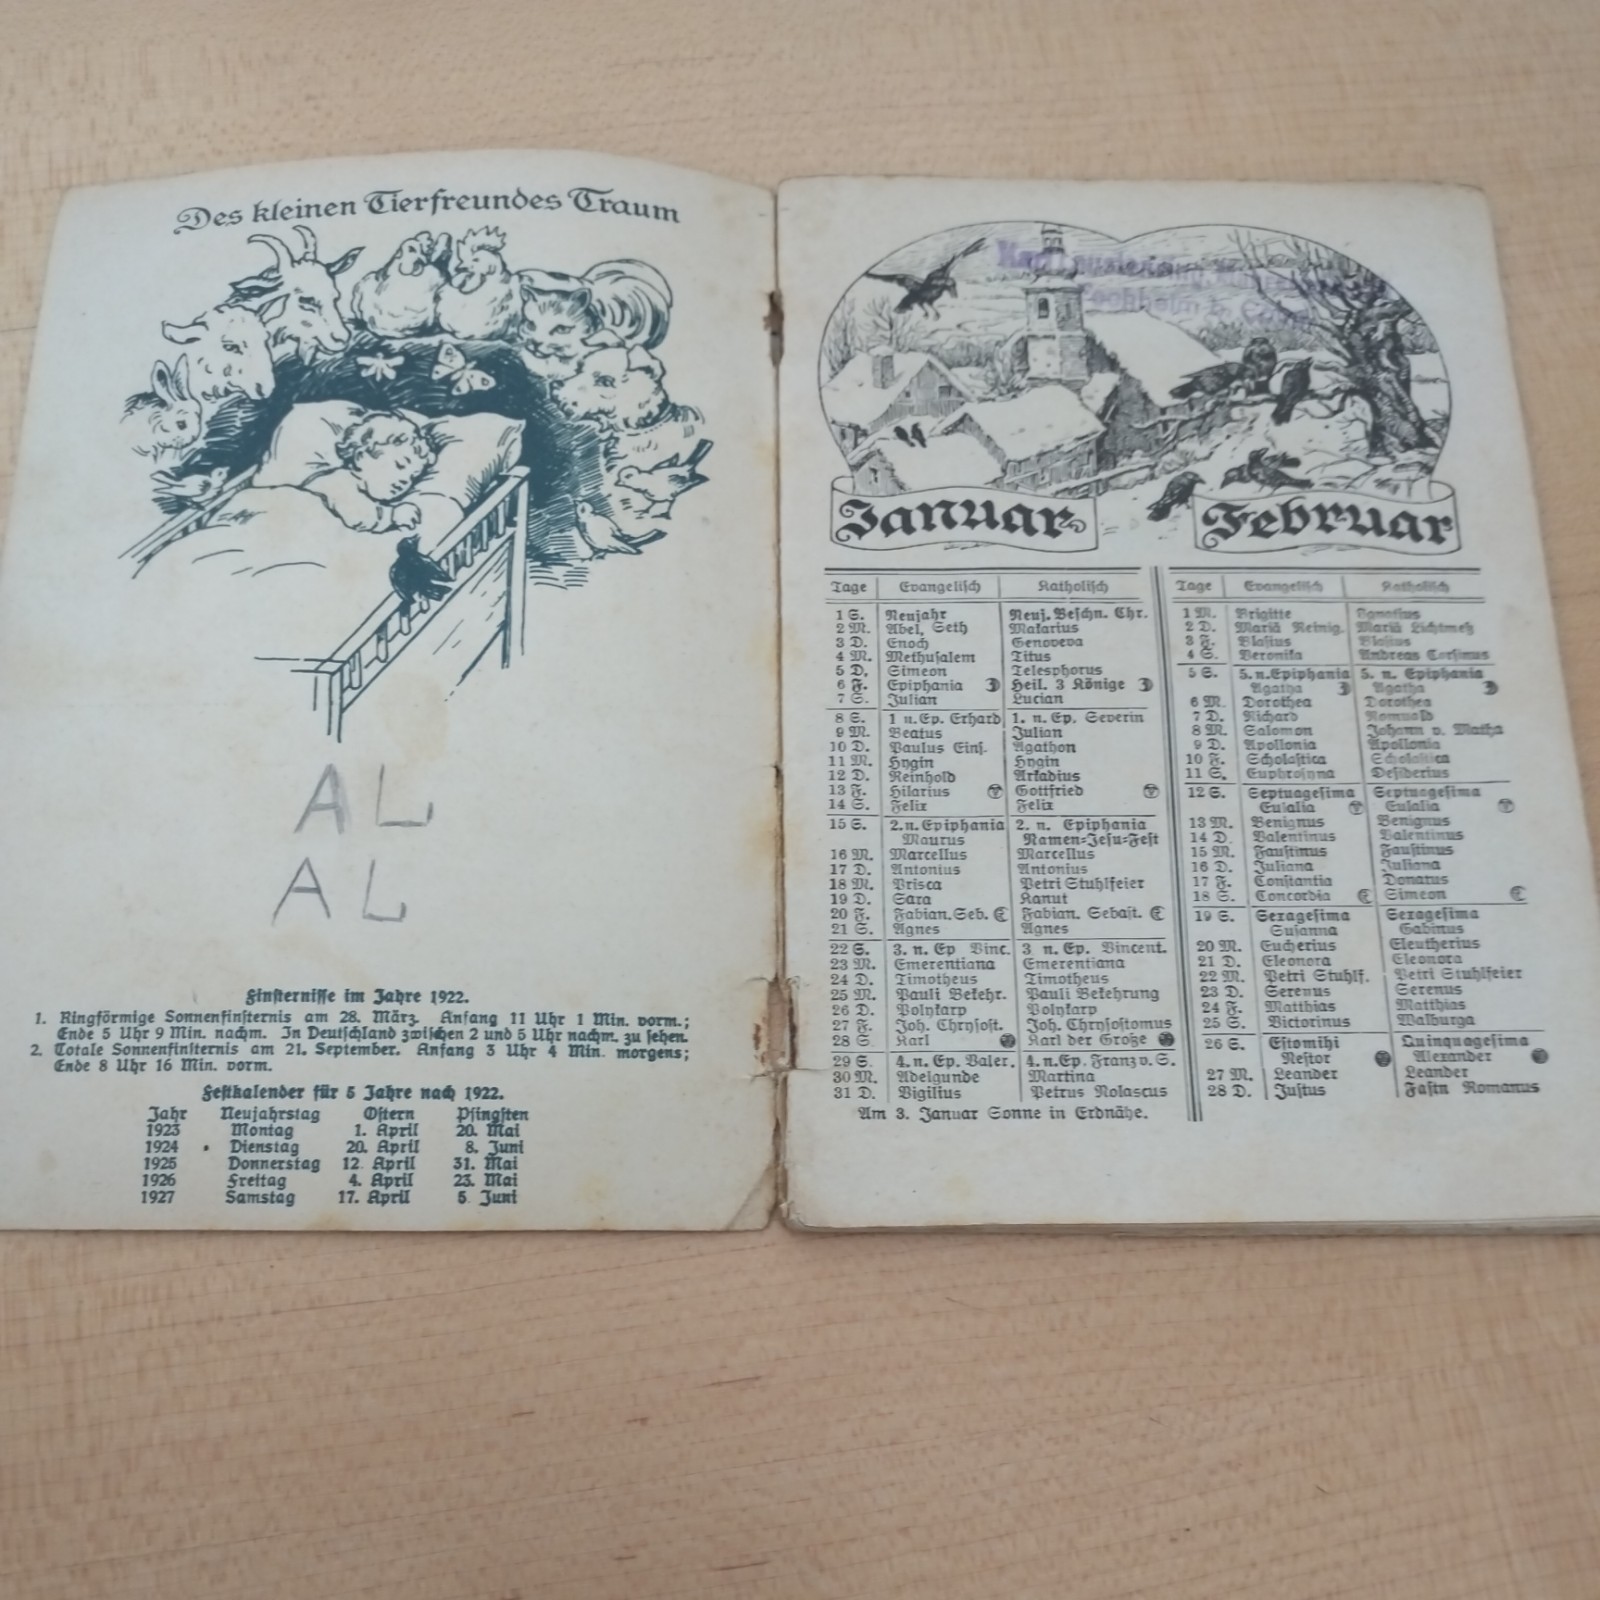 Des kleinen Tierfreundes Traum
AL
AL
Finsternisse im Jahre 1922.
1. Ringförmige Sonnenfinsternis am 28. März. Anfang 11 Uhr 1 Min. vorm.;
Ende 5 Uhr 9 Min. nachm. In Deutschland zwischen 2 und 5 Uhr nachm. zu sehen.
2. Totale Sonnenfinsternis am 21. September. Anfang 3 Uhr 4 Min. morgens;
Ende 8 Uhr 16 Min. vorm.
Festkalender für 5 Jahre nach 1922.
Jahr Neujahrstag Ostern Pfingsten
1923 Montag 1. April 20. Mai
1924 Dienstag 20. April 8. Juni
1925 Donnerstag 12. April 31. Mai
1926 Freitag 4. April 23. Mai
1927 Samstag 17. April 5. Juni
Januar
Tage Evangelisch Katholisch
1 S. Neujahr Neuj. Beschn. Chr.
2 M. Abel, Seth Makarius
3 D. Enoch Genoveva
4 M. Methusalem Titus
5 D. Simeon Telesphorus
6 F. Epiphania Heil. 3 Könige
7 S. Julian Lucian
8 S. 1 n. Ep. Erhard 1. n. Ep. Severin
9 M. Beatus Julian
10 D. Paulus Eins. Agathon
11 M. Hygin Hygin
12 D. Reinhold Arkadius
13 F. Hilarius Gottfried
14 S. Felix Felix
15 S. 2. n. Epiphania 2. n. Epiphania
Maurus Namen-Jesu-Fest
16 M. Marcellus Marcellus
17 D. Antonius Antonius
18 M. Prisca Petri Stuhlfeier
19 D. Sara Kanut
20 F. Fabian. Seb. Fabian. Sebast.
21 S. Agnes Agnes
22 S. 3. n. Ep Vinc. 3 n. Ep. Vincent.
23 M. Emerentiana Emerentiana
24 D. Timotheus Timotheus
25 M. Pauli Bekehr. Pauli Bekehrung
26 D. Polykarp Polykarp
27 F. Joh. Chrysost. Joh. Chrysostomus
28 S. Karl Karl der Große
29 S. 4. n. Ep. Valer. 4. n. Ep. Franz v. S.
30 M. Adelgunde Martina
31 D. Vigilius Petrus Nolascus
Am 3. Januar Sonne in Erdnähe.
Februar
Tage Evangelisch Katholisch
1 M. Brigitte Ignatius
2 D. Mariä Reinig. Mariä Lichtmeß
3 F. Blasius Blasius
4 S. Veronika Andreas Corsinus
5 S. 5. n. Epiphania 5. n. Epiphania
Agatha Agatha
6 M. Dorothea Dorothea
7 D. Richard Romuald
8 M. Salomon Johann v. Matha
9 D. Apollonia Apollonia
10 F. Scholastica Scholastica
11 S. Euphrosyna Desiderius
12 S. Septuagesima Septuagesima
Eulalia Eulalia
13 M. Benignus Benignus
14 D. Valentinus Valentinus
15 M. Faustinus Faustinus
16 D. Juliana Juliana
17 F. Constantia Donatus
18 S. Concordia Simeon
19 S. Sexagesima Sexagesima
Susanna Gabinus
20 M. Eucherius Eleutherius
21 D. Eleonora Eleonora
22 M. Petri Stuhlf. Petri Stuhlfeier
23 D. Serenus Serenus
24 F. Matthias Matthias
25 S. Victorinus Walburga
26 S. Estomihi Quinquagesima
Nestor Alexander
27 M. Leander Leander
28 D. Justus Fastn Romanus